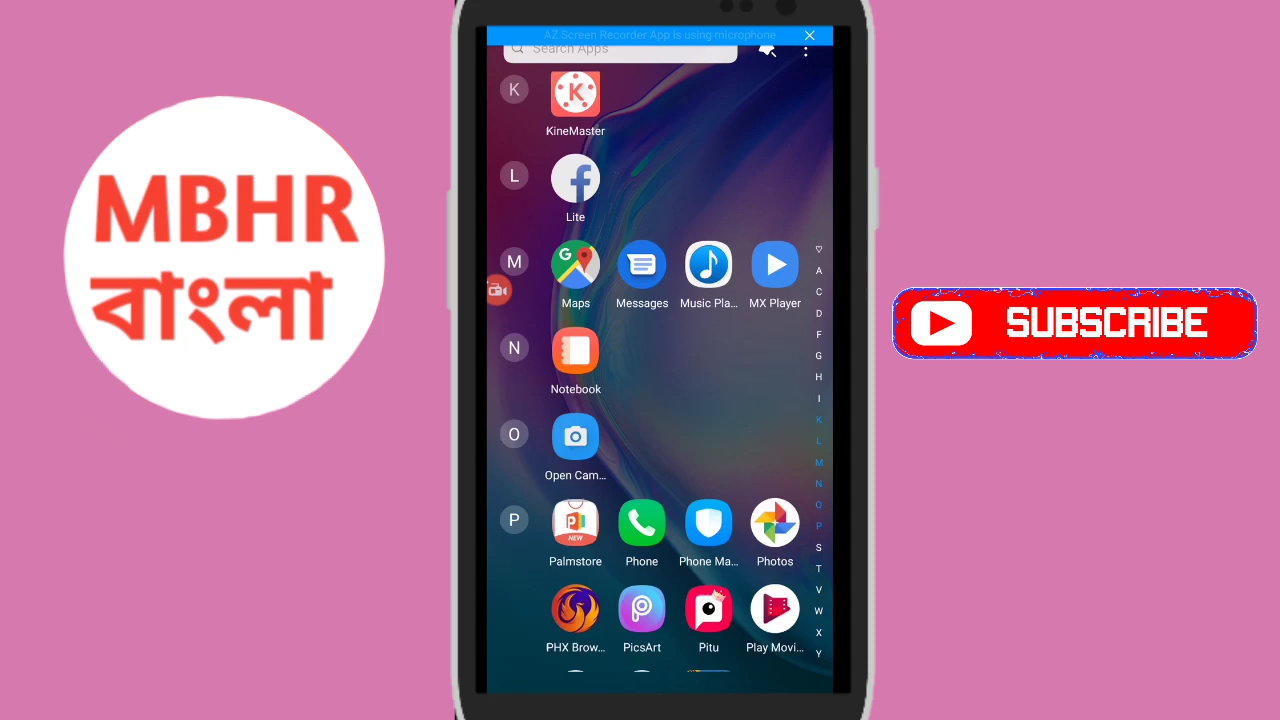 MBHR
বাংলা
AZ Screen Recorder App is using microphone
Search Apps
K
KineMaster
L
Lite
M
Maps
Messages
Music Pla...
MX Player
N
Notebook
O
Open Cam...
P
NEW
Palmstore
Phone
Phone Ma...
Photos
PHX Brow...
PicsArt
Pitu
Play Movi...
A
C
D
F
G
H
I
K
L
M
N
O
P
S
T
V
W
X
Y
SUBSCRIBE